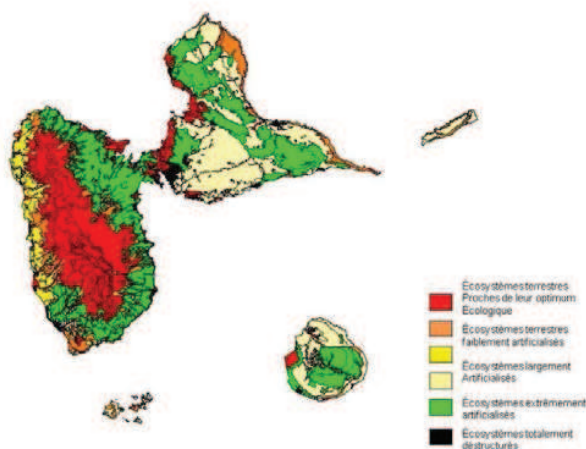 Écosystèmes terrestres
Proches de leur optimum
Écologique
Écosystèmes terrestres
faiblement artificialisés
Écosystèmes largement
Artificialisés
Écosystèmes extrêmement
artificialisés
Écosystèmes totalement
déstructurés